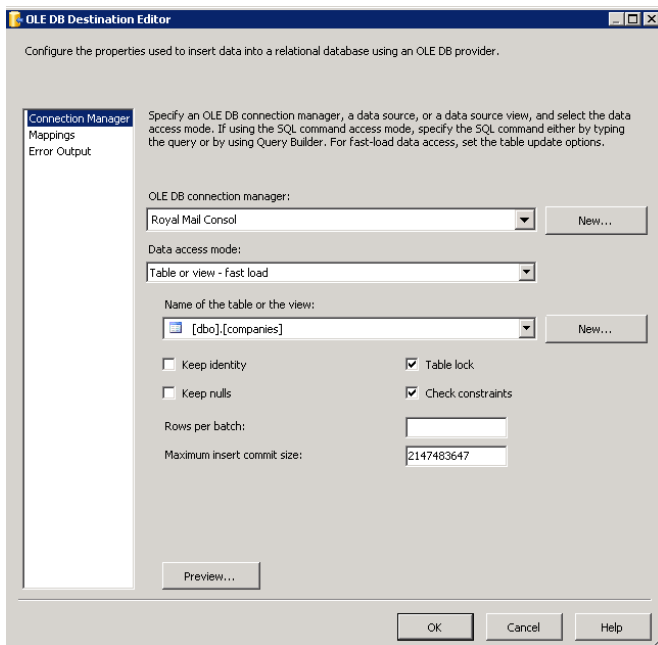 OLE DB Destination Editor
Configure the properties used to insert data into a relational database using an OLE DB provider.
Connection Manager
Mappings
Error Output
Specify an OLE DB connection manager, a data source, or a data source view, and select the data
access mode. If using the SQL command access mode, specify the SQL command either by typing
the query or by using Query Builder. For fast-load data access, set the table update options.
OLE DB connection manager:
Royal Mail Consol
New...
Data access mode:
Table or view - fast load
Name of the table or the view:
[dbo].[companies]
New...
Keep identity
Table lock
Keep nulls
Check constraints
Rows per batch:
Maximum insert commit size:
2147483647
Preview...
OK
Cancel
Help